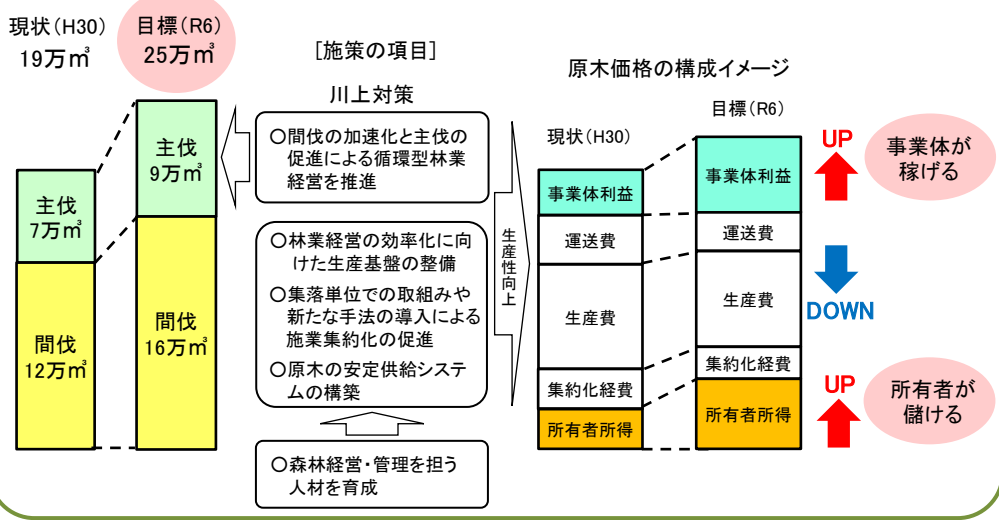 現状(H30)
19万㎥
目標(R6)
25万㎥
主伐
7万㎥
間伐
12万㎥
主伐
9万㎥
間伐
16万㎥
[施策の項目]
川上対策
○間伐の加速化と主伐の
促進による循環型林業
経営を推進
○林業経営の効率化に向
けた生産基盤の整備
○集落単位での取組みや
新たな手法の導入による
施業集約化の促進
○原木の安定供給システ
ムの構築
○森林経営・管理を担う
人材を育成
生産性向上
原木価格の構成イメージ
現状(H30)
事業体利益
運送費
生産費
集約化経費
所有者所得
目標(R6)
事業体利益
運送費
生産費
集約化経費
所有者所得
UP
事業体が
稼げる
DOWN
UP
所有者が
儲ける